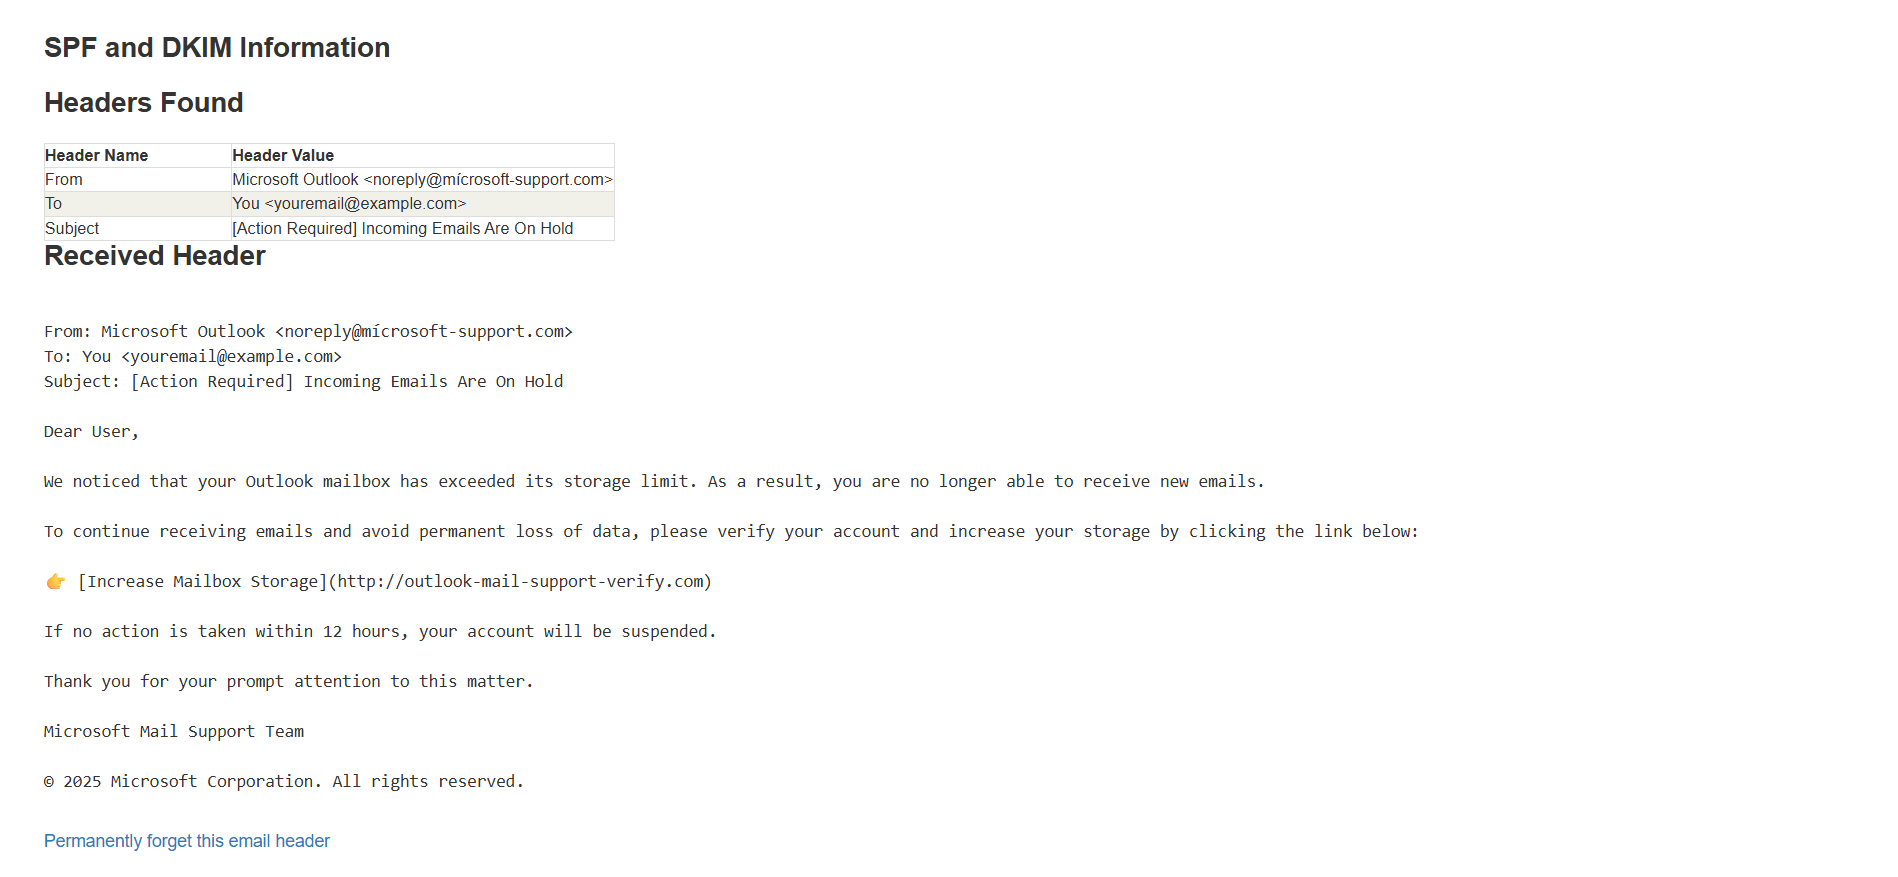 SPF and DKIM Information
Headers Found
Header Name Header Value
From Microsoft Outlook <noreply@mícrosoft-support.com>
To You <youremail@example.com>
Subject [Action Required] Incoming Emails Are On Hold
Received Header
From: Microsoft Outlook <noreply@mícrosoft-support.com>
To: You <youremail@example.com>
Subject: [Action Required] Incoming Emails Are On Hold
Dear User,
We noticed that your Outlook mailbox has exceeded its storage limit. As a result, you are no longer able to receive new emails.
To continue receiving emails and avoid permanent loss of data, please verify your account and increase your storage by clicking the link below:
👉 [Increase Mailbox Storage](http://outlook-mail-support-verify.com)
If no action is taken within 12 hours, your account will be suspended.
Thank you for your prompt attention to this matter.
Microsoft Mail Support Team
© 2025 Microsoft Corporation. All rights reserved.
Permanently forget this email header